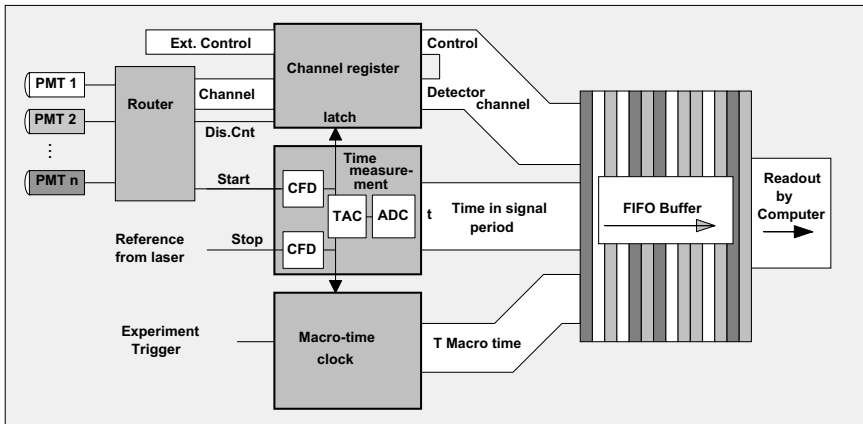 Ext. Control
Control
Channel register
PMT 1
Router
Channel
Detector
channel
PMT 2
Dis.Cnt
latch
PMT n
Start
Time
measure-
ment
CFD
TAC
ADC
t
Time in signal
period
FIFO Buffer
Readout
by
Computer
Reference
from laser
Stop
CFD
Experiment
Trigger
Macro-time
clock
T Macro time